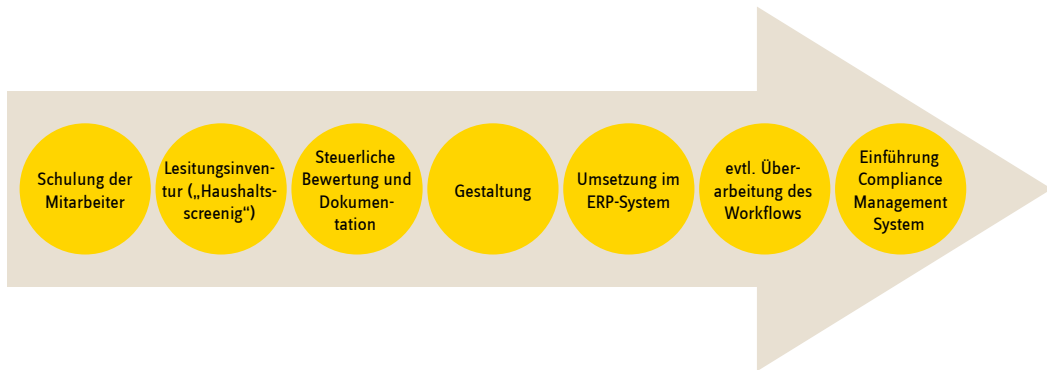 Schulung der
Mitarbeiter
Lesitungsinven-
tur („Haushalts-
screenig“)
Steuerliche
Bewertung und
Dokumen-
tation
Gestaltung
Umsetzung im
ERP-System
evtl. Über-
arbeitung des
Workflows
Einführung
Compliance
Management
System